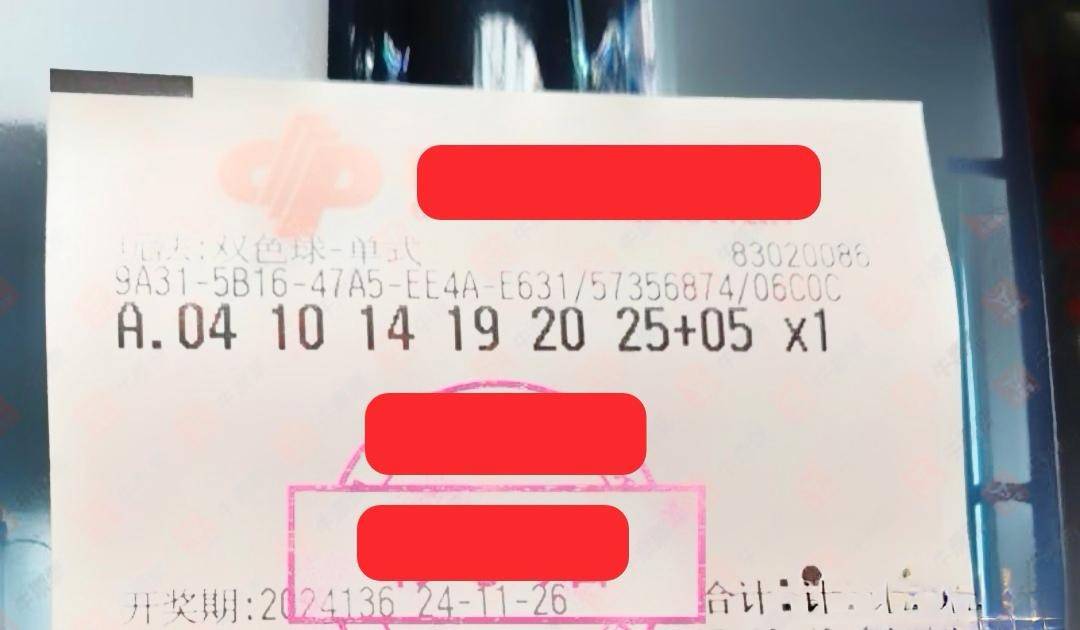 玩法:双色球-单式 83020086
9A31-5B16-47A5-EE4A-E631/57356874/06C0C
A.04 10 14 19 20 25+05 x1
开奖期:2024136 24-11-26 合计: